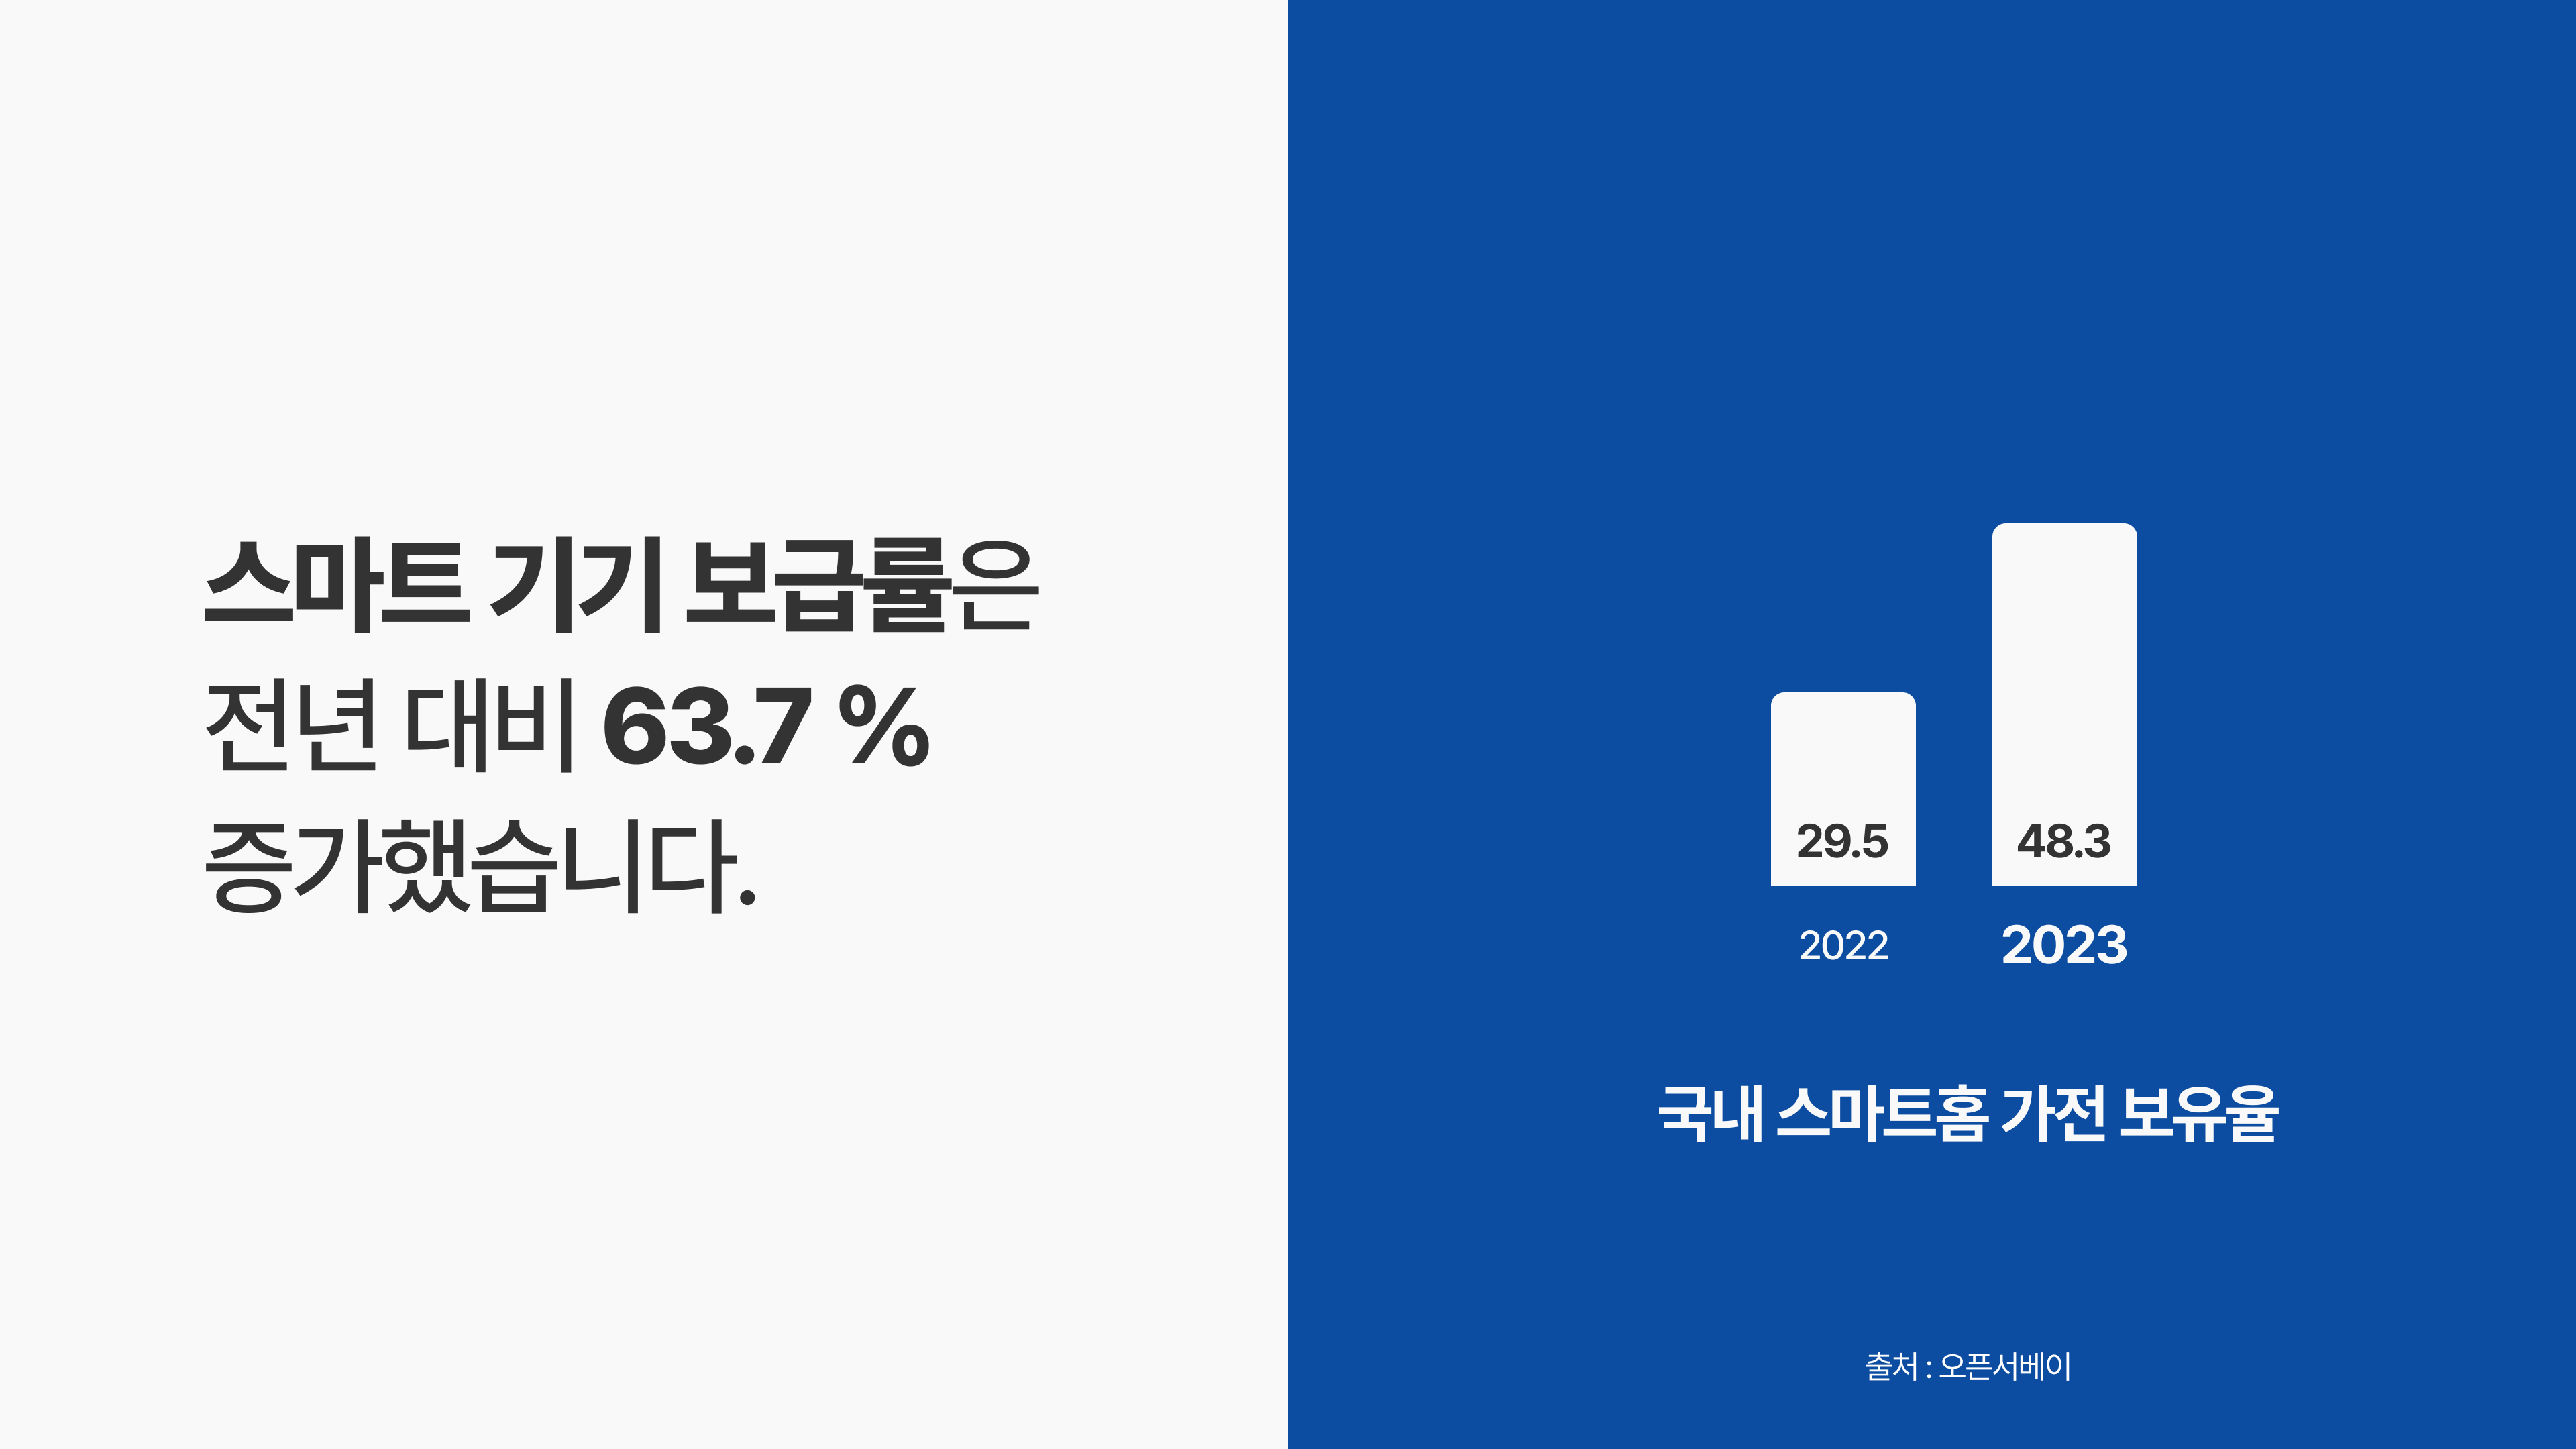 스마트 기기 보급률은
전년 대비 63.7 %
증가했습니다.
29.5
48.3
2022
2023
국내 스마트홈 가전 보유율
출처 : 오픈서베이